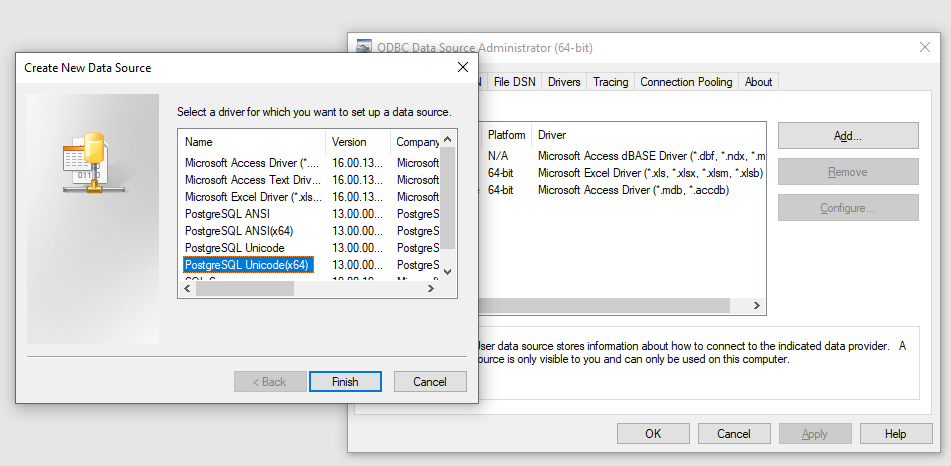 ODBC Data Source Administrator (64-bit)
Create New Data Source
File DSN Drivers Tracing Connection Pooling About
Select a driver for which you want to set up a data source.
Name Version Company
Microsoft Access Driver (*.... 16.00.13... Microsoft
Microsoft Access Text Driv... 16.00.13... Microsoft
Microsoft Excel Driver (*.xls... 16.00.13... Microsoft
PostgreSQL ANSI 13.00.00... PostgreS
PostgreSQL ANSI(x64) 13.00.00... PostgreS
PostgreSQL Unicode 13.00.00... PostgreS
PostgreSQL Unicode(x64) 13.00.00... PostgreS
< Back Finish Cancel
Platform Driver
N/A Microsoft Access dBASE Driver (*.dbf, *.ndx, *.m
64-bit Microsoft Excel Driver (*.xls, *.xlsx, *.xlsm, *.xlsb)
64-bit Microsoft Access Driver (*.mdb, *.accdb)
Add...
Remove
Configure...
User data source stores information about how to connect to the indicated data provider. A
source is only visible to you and can only be used on this computer.
OK Cancel Apply Help